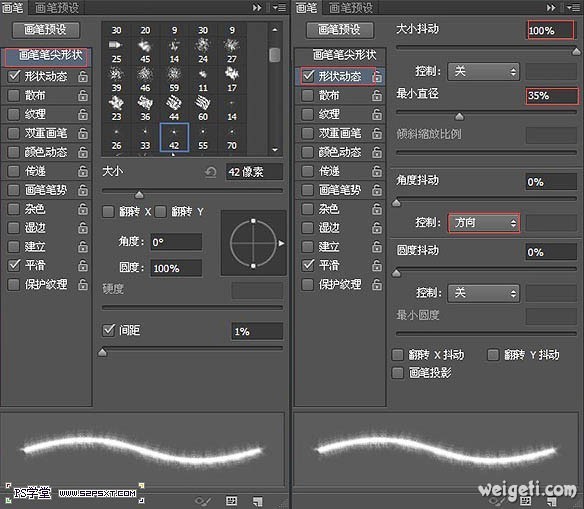 画笔
画笔预设
画笔笔尖形状
形状动态
散布
纹理
双重画笔
颜色动态
传递
画笔笔势
杂色
湿边
建立
平滑
保护纹理
30 20 9 30 9
25 45 14 24 27
39 46 59 11 17
23 36 44 60 14
26 33 42 55 70
大小 42 像素
翻转 X 翻转 Y
角度: 0°
圆度: 100%
硬度
间距 1%
PS学堂 www.52psxt.com
画笔
画笔预设
画笔笔尖形状
形状动态
散布
纹理
双重画笔
颜色动态
传递
画笔笔势
杂色
湿边
建立
平滑
保护纹理
大小抖动 100%
控制: 关
最小直径 35%
倾斜缩放比例
角度抖动 0%
控制: 方向
圆度抖动 0%
控制: 关
最小圆度
翻转 X 抖动 翻转 Y 抖动
画笔投影
weigeti.com